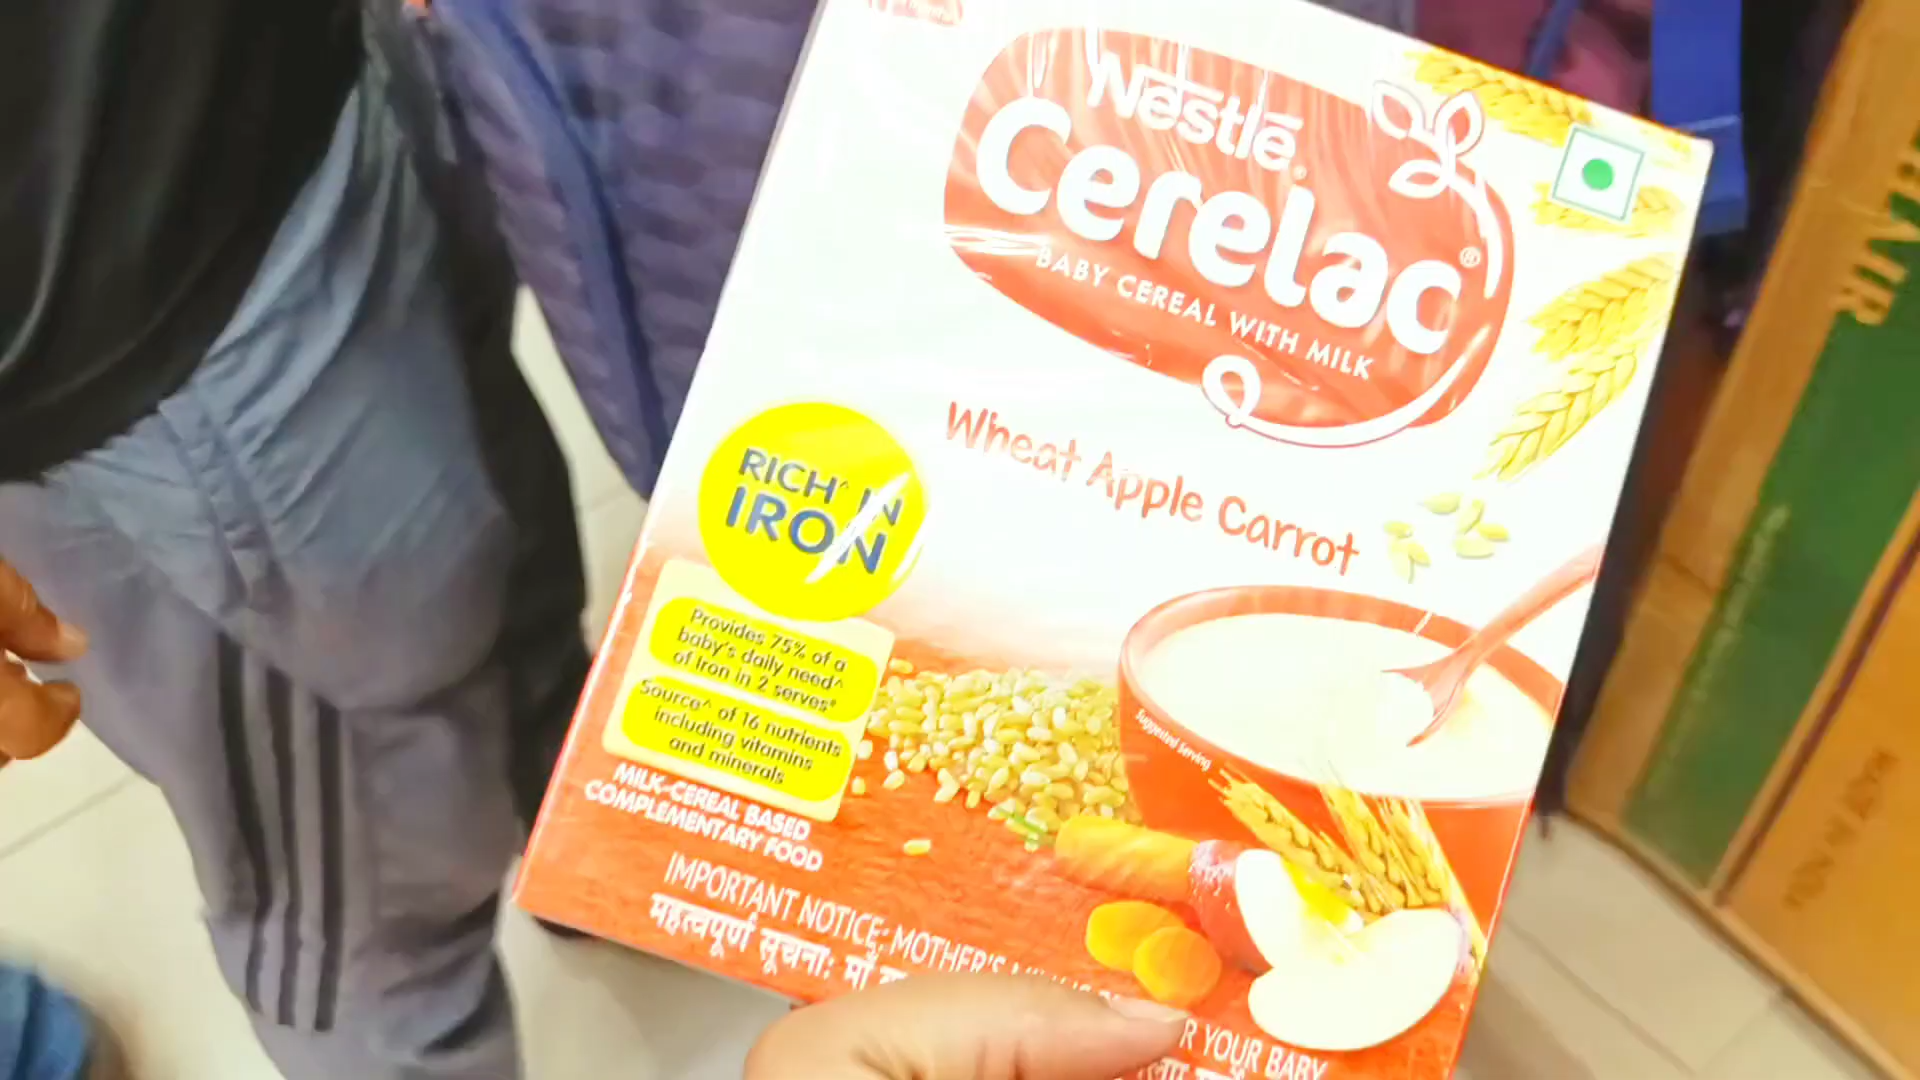 Nestlé®
Cerelac®
BABY CEREAL WITH MILK
Wheat Apple Carrot
RICH^ IN
IRON
Provides 75% of a
baby's daily need^
of Iron in 2 serves*
Source^ of 16 nutrients
including vitamins
and minerals
MILK-CEREAL BASED
COMPLEMENTARY FOOD
Suggested Serving
IMPORTANT NOTICE: MOTHER'S
R YOUR BABY
महत्वपूर्ण सूचना: माँ
HAIR